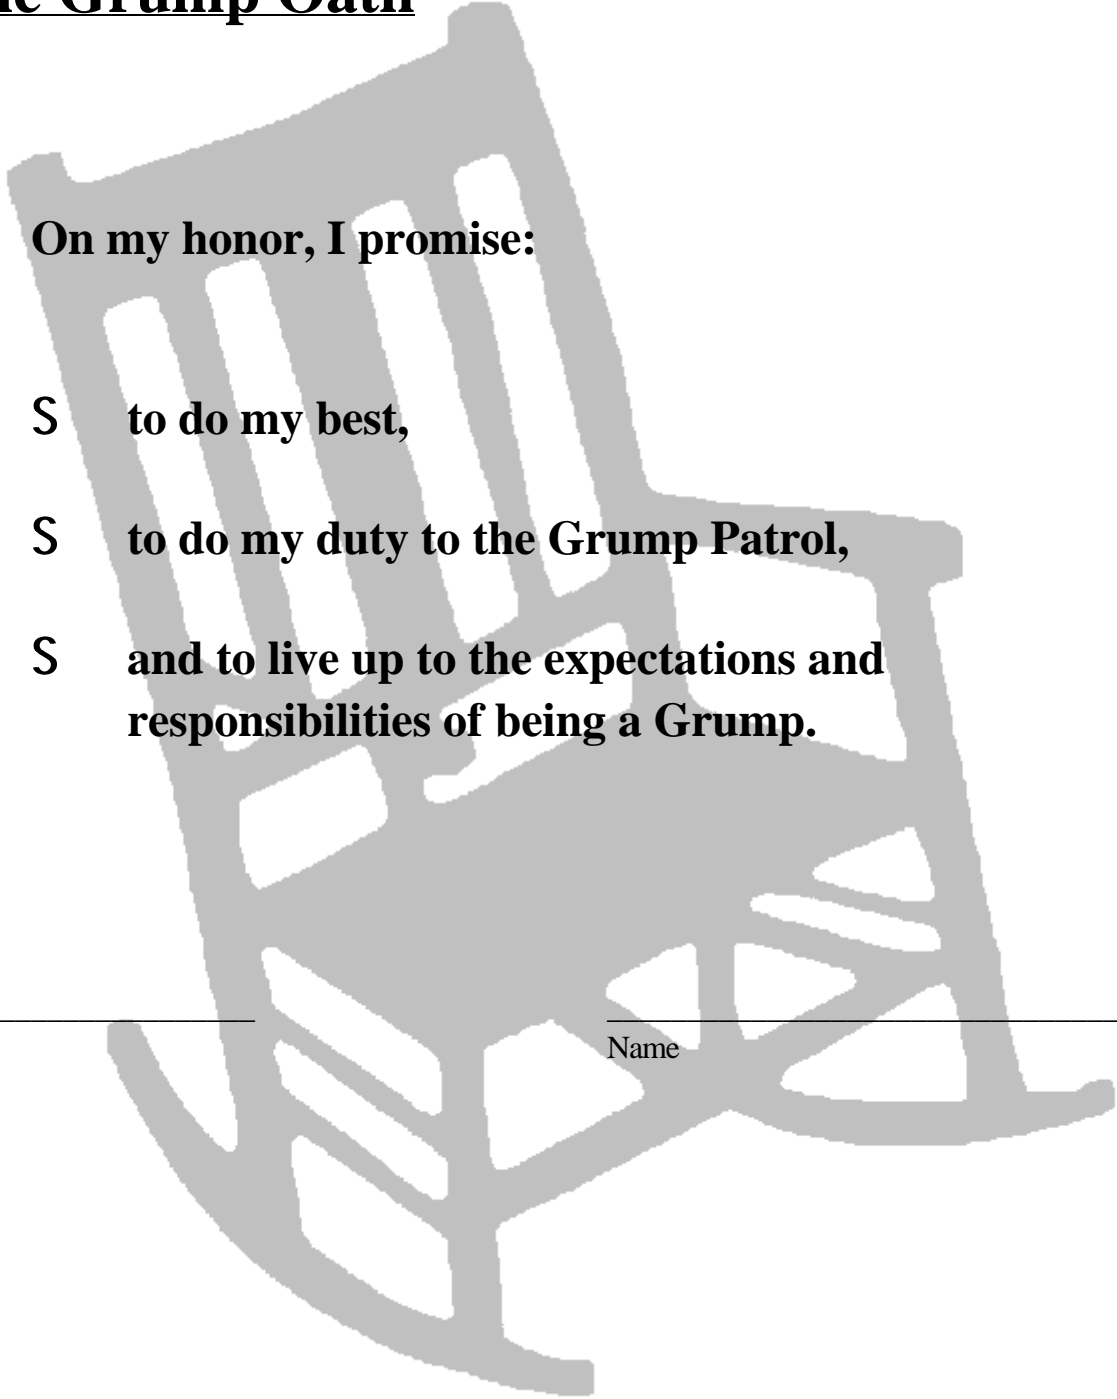 Grump Oath
On my honor, I promise:
S to do my best,
S to do my duty to the Grump Patrol,
S and to live up to the expectations and
responsibilities of being a Grump.
Name